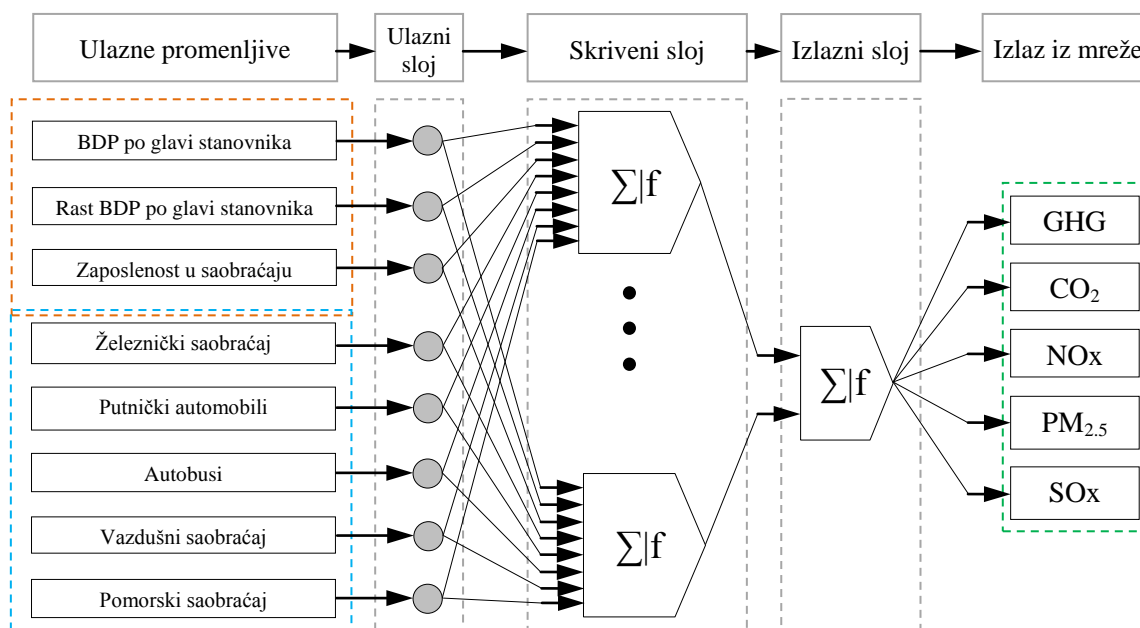 Ulazne promenljive
Ulazni
sloj
Skriveni sloj
Izlazni sloj
Izlaz iz mreže
BDP po glavi stanovnika
Rast BDP po glavi stanovnika
Zaposlenost u saobraćaju
Železnički saobraćaj
Putnički automobili
Autobusi
Vazdušni saobraćaj
Pomorski saobraćaj
∑|f
∑|f
∑|f
GHG
CO₂
NOx
PM₂.₅
SOx